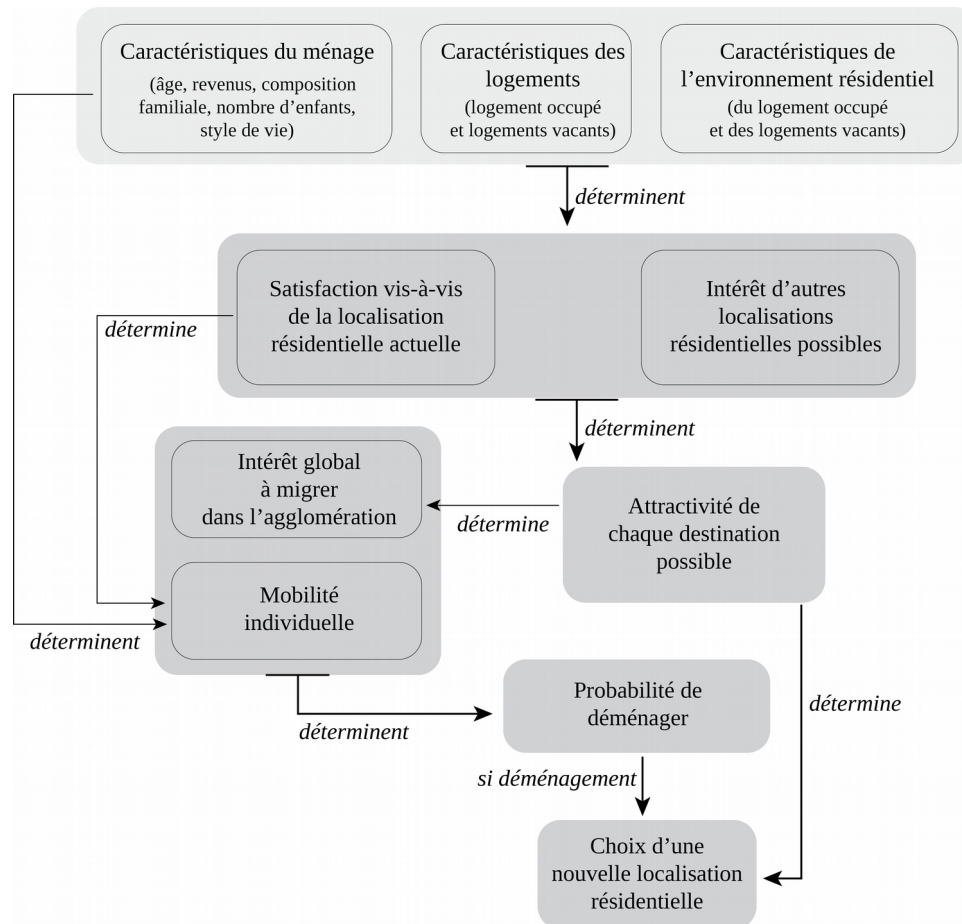 Caractéristiques du ménage
(âge, revenus, composition
familiale, nombre d'enfants,
style de vie)
Caractéristiques des
logements
(logement occupé
et logements vacants)
Caractéristiques de
l'environnement résidentiel
(du logement occupé
et des logements vacants)
déterminent
Satisfaction vis-à-vis
de la localisation
résidentielle actuelle
Intérêt d'autres
localisations
résidentielles possibles
détermine
déterminent
Intérêt global
à migrer
dans l'agglomération
détermine
Attractivité de
chaque destination
possible
Mobilité
individuelle
déterminent
Probabilité de
déménager
détermine
déterminent
si déménagement
Choix d'une
nouvelle localisation
résidentielle